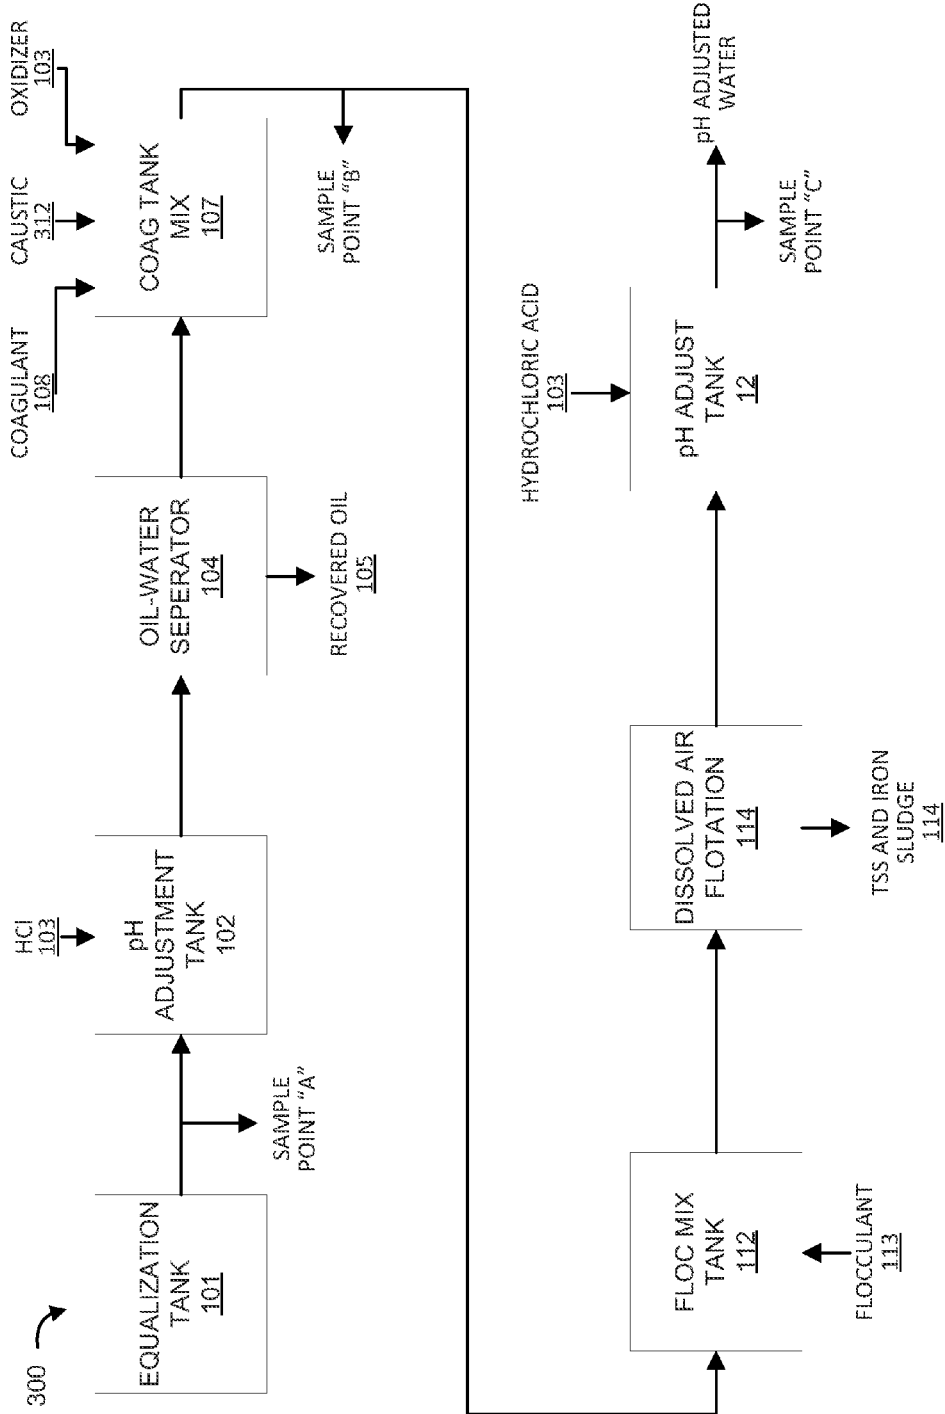 300
EQUALIZATION
TANK
101
SAMPLE
POINT "A"
HCl
103
pH
ADJUSTMENT
TANK
102
OIL-WATER
SEPERATOR
104
RECOVERED OIL
105
COAGULANT
108
CAUSTIC
312
OXIDIZER
103
COAG TANK
MIX
107
SAMPLE
POINT "B"
FLOC MIX
TANK
112
FLOCCULANT
113
DISSOLVED AIR
FLOTATION
114
TSS AND IRON
SLUDGE
114
HYDROCHLORIC ACID
103
pH ADJUST
TANK
12
SAMPLE
POINT "C"
pH ADJUSTED
WATER